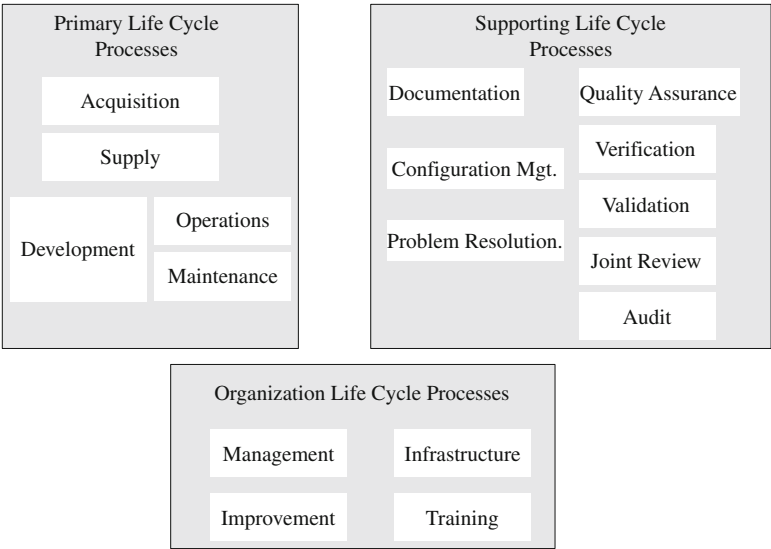 Primary Life Cycle
Processes
Acquisition
Supply
Development
Operations
Maintenance
Supporting Life Cycle
Processes
Documentation
Configuration Mgt.
Problem Resolution.
Quality Assurance
Verification
Validation
Joint Review
Audit
Organization Life Cycle Processes
Management
Infrastructure
Improvement
Training